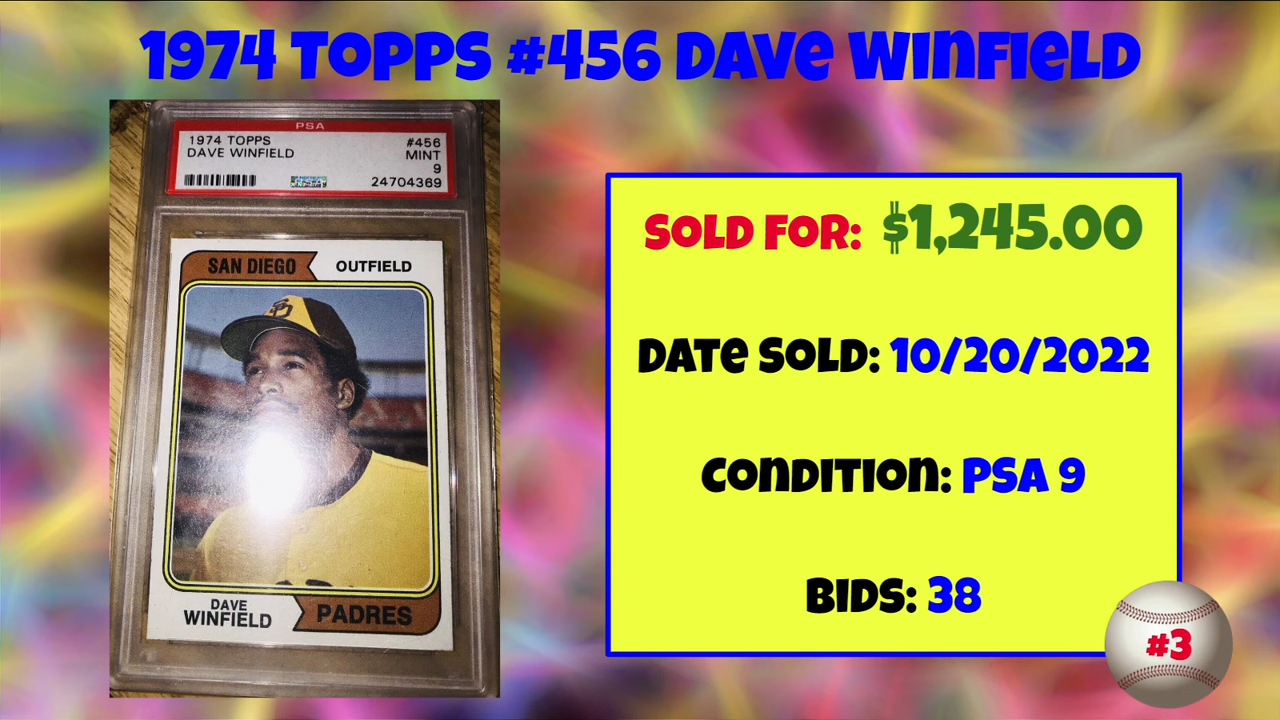 1974 TOPPS #456 DAVE WINFIELD
PSA
1974 TOPPS #456
DAVE WINFIELD MINT
9
24704369
SAN DIEGO OUTFIELD
SD
DAVE
WINFIELD
PADRES
SOLD FOR: $1,245.00
DATE SOLD: 10/20/2022
CONDITION: PSA 9
BIDS: 38
#3